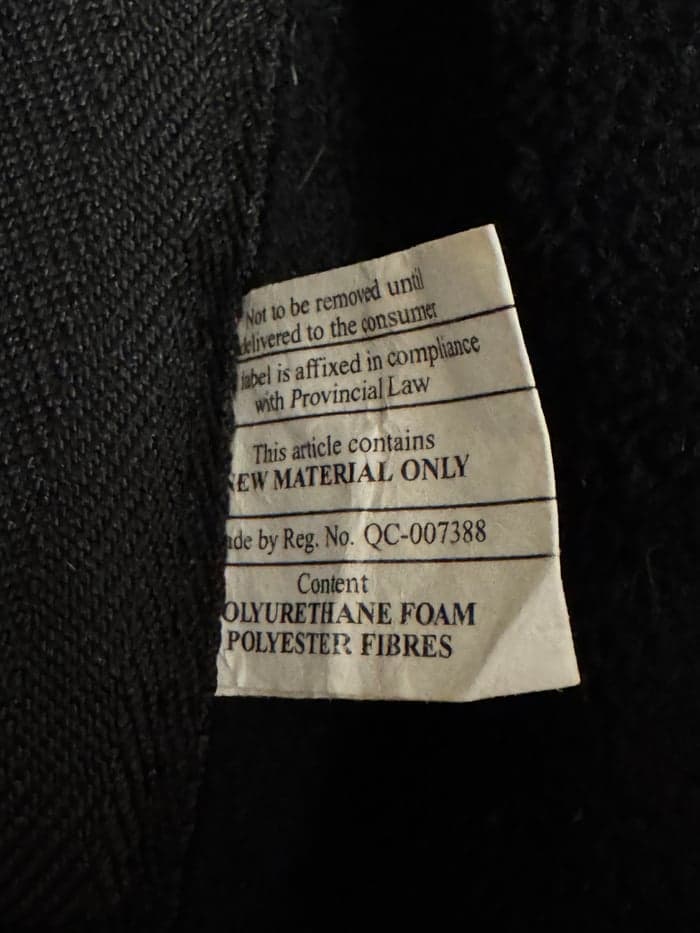 Not to be removed until
delivered to the consumer
label is affixed in compliance
with Provincial Law
This article contains
NEW MATERIAL ONLY
ade by Reg. No. QC-007388
Content
OLYURETHANE FOAM
POLYESTER FIBRES